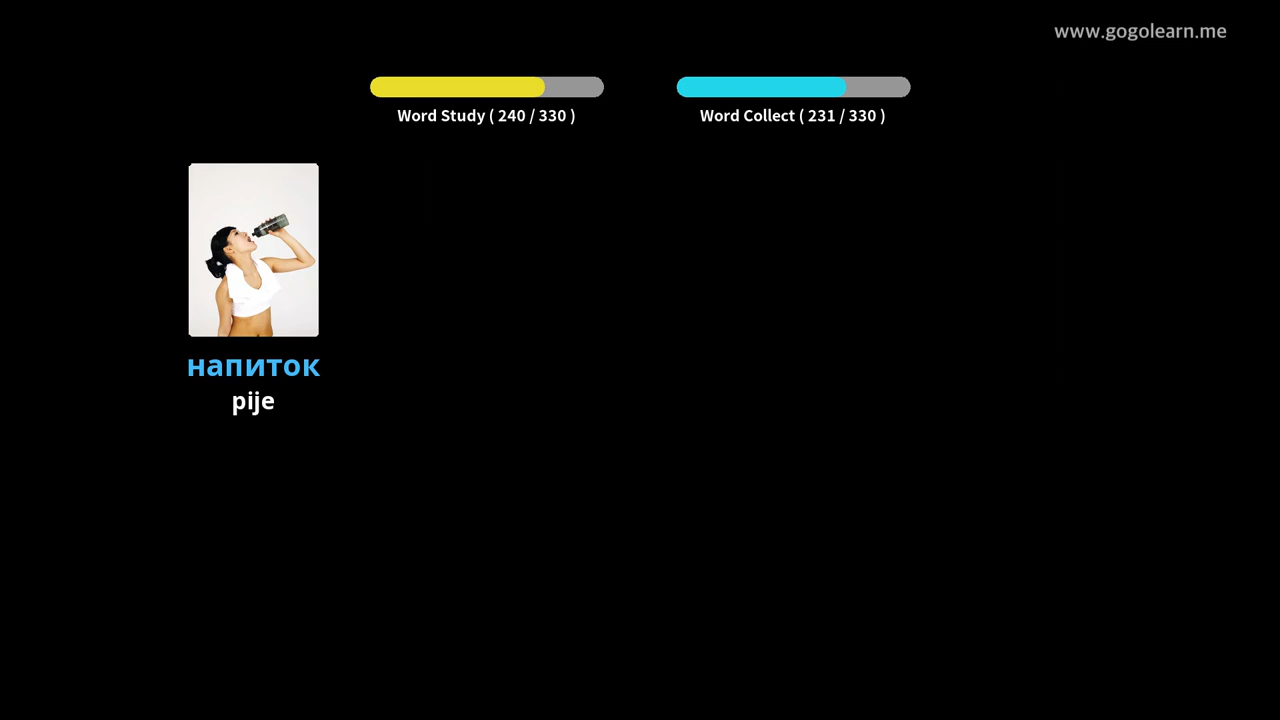 www.gogolearn.me
Word Study ( 240 / 330 )
Word Collect ( 231 / 330 )
напиток
pije